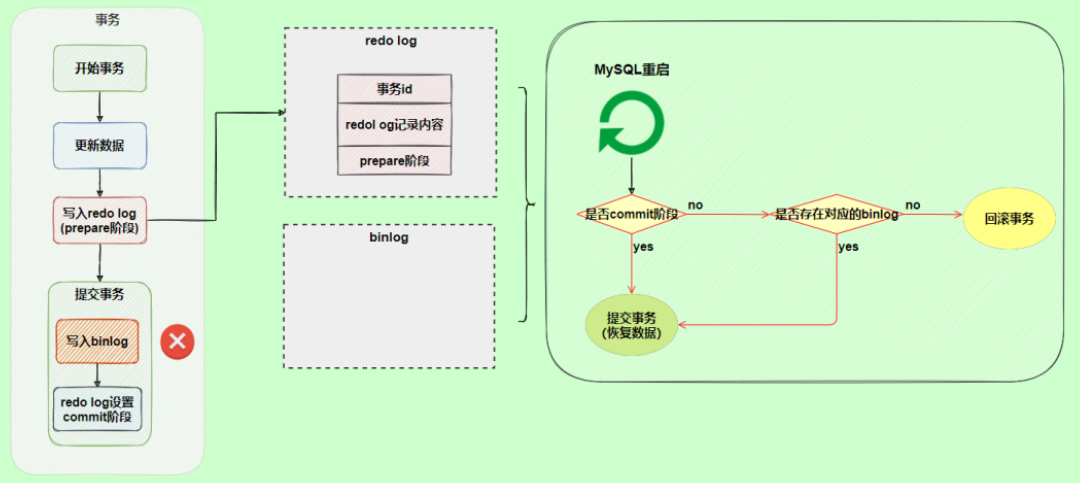 事务
开始事务
更新数据
写入redo log
(prepare阶段)
提交事务
写入binlog
redo log设置
commit阶段
redo log
事务id
redol og记录内容
prepare阶段
binlog
MySQL重启
是否commit阶段
no
是否存在对应的binlog
no
回滚事务
yes
yes
提交事务
(恢复数据)